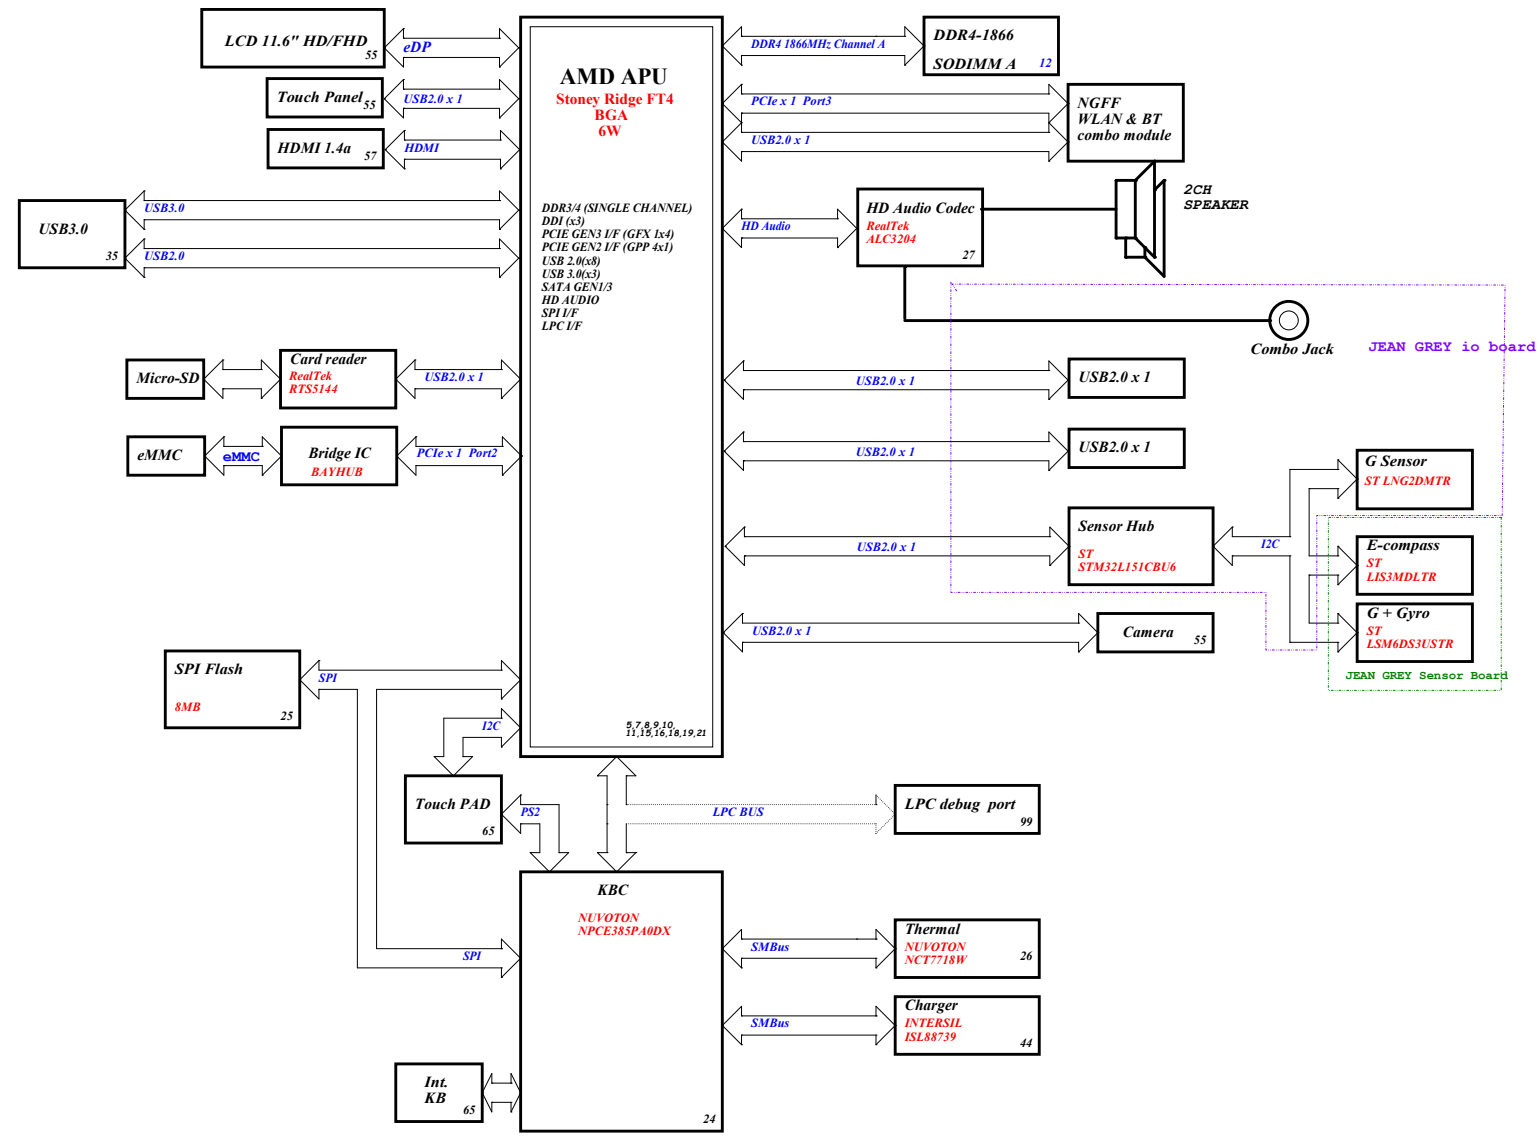 LCD 11.6" HD/FHD
55
eDP
Touch Panel
55
USB2.0 x 1
HDMI 1.4a
57
HDMI
USB3.0
35
USB3.0
USB2.0
Micro-SD
Card reader
RealTek
RTS5144
USB2.0 x 1
eMMC
eMMC
Bridge IC
BAYHUB
PCIe x 1 Port2
SPI Flash
8MB
25
SPI
I2C
Touch PAD
65
PS2
SPI
Int.
KB
65
AMD APU
Stoney Ridge FT4
BGA
6W
DDR3/4 (SINGLE CHANNEL)
DDI (x3)
PCIE GEN3 I/F (GFX 1x4)
PCIE GEN2 I/F (GPP 4x1)
USB 2.0(x8)
USB 3.0(x3)
SATA GEN1/3
HD AUDIO
SPI I/F
LPC I/F
5,7,8,9,10,
11,15,16,18,19,21
KBC
NUVOTON
NPCE385PA0DX
24
DDR4 1866MHz Channel A
DDR4-1866
SODIMM A
12
PCIe x 1 Port3
USB2.0 x 1
NGFF
WLAN & BT
combo module
HD Audio
HD Audio Codec
RealTek
ALC3204
27
2CH
SPEAKER
Combo Jack
JEAN GREY io board
USB2.0 x 1
USB2.0 x 1
USB2.0 x 1
USB2.0 x 1
USB2.0 x 1
Sensor Hub
ST
STM32L151CBU6
I2C
G Sensor
ST LNG2DMTR
E-compass
ST
LIS3MDLTR
G + Gyro
ST
LSM6DS3USTR
JEAN GREY Sensor Board
USB2.0 x 1
Camera
55
LPC BUS
LPC debug port
99
SMBus
Thermal
NUVOTON
NCT7718W
26
SMBus
Charger
INTERSIL
ISL88739
44